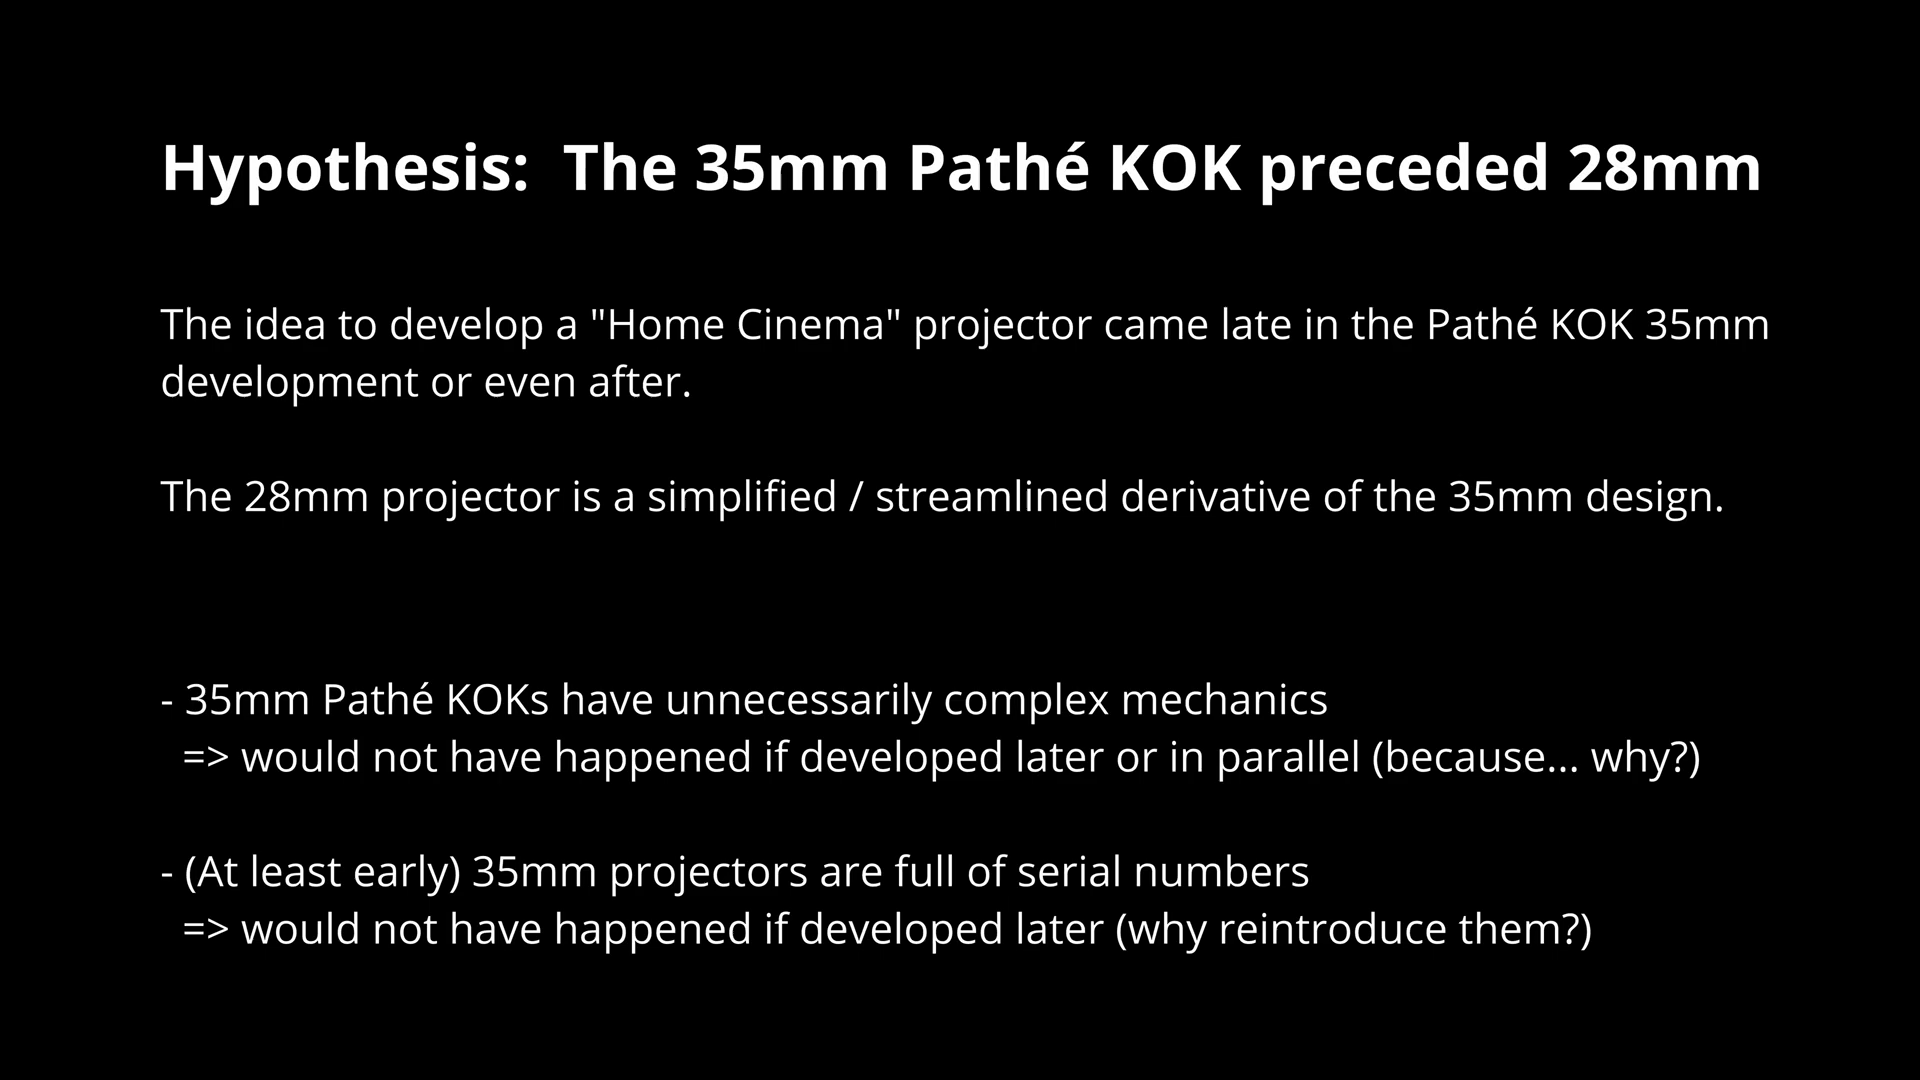 Hypothesis:  The 35mm Pathé KOK preceded 28mm
The idea to develop a "Home Cinema" projector came late in the Pathé KOK 35mm
development or even after.
The 28mm projector is a simplified / streamlined derivative of the 35mm design.
- 35mm Pathé KOKs have unnecessarily complex mechanics
=> would not have happened if developed later or in parallel (because... why?)
- (At least early) 35mm projectors are full of serial numbers
=> would not have happened if developed later (why reintroduce them?)